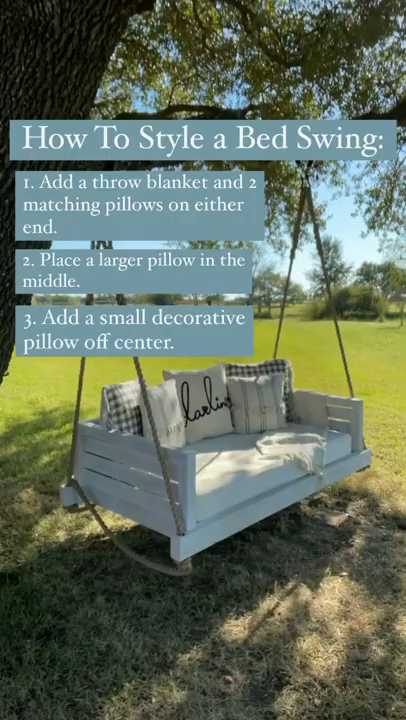 How To Style a Bed Swing:
1. Add a throw blanket and 2
matching pillows on either
end.
2. Place a larger pillow in the
middle.
3. Add a small decorative
pillow off center.